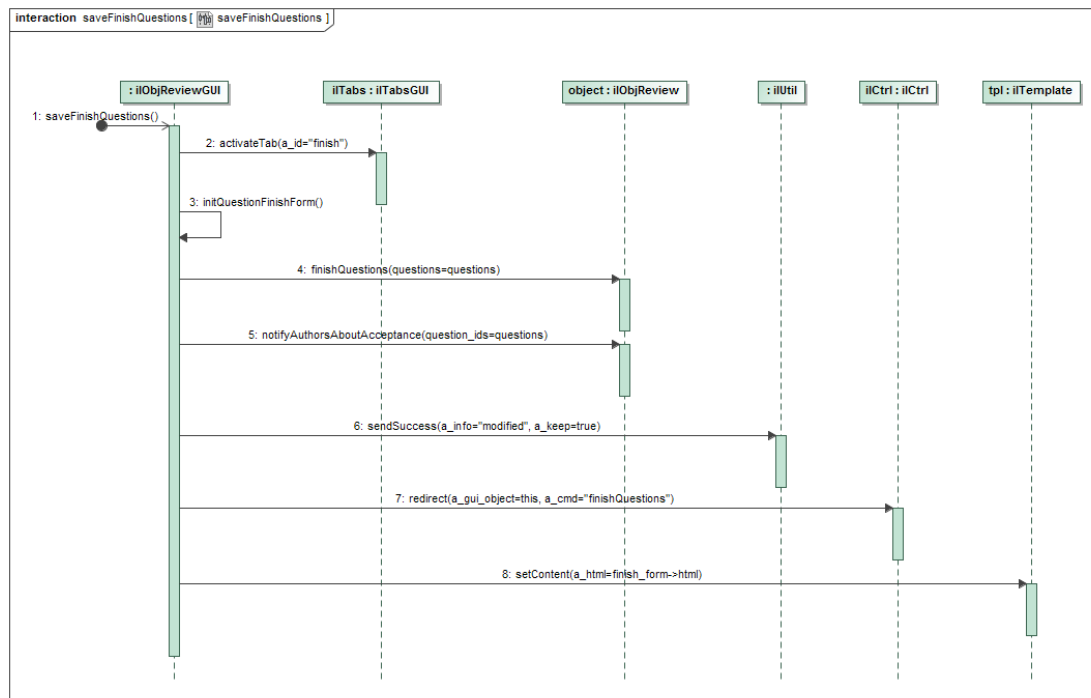 interaction saveFinishQuestions [ saveFinishQuestions ]
: ilObjReviewGUI
ilTabs : ilTabsGUI
object : ilObjReview
: ilUtil
ilCtrl : ilCtrl
tpl : ilTemplate
1: saveFinishQuestions()
2: activateTab(a_id="finish")
3: initQuestionFinishForm()
4: finishQuestions(questions=questions)
5: notifyAuthorsAboutAcceptance(question_ids=questions)
6: sendSuccess(a_info="modified", a_keep=true)
7: redirect(a_gui_object=this, a_cmd="finishQuestions")
8: setContent(a_html=finish_form->html)